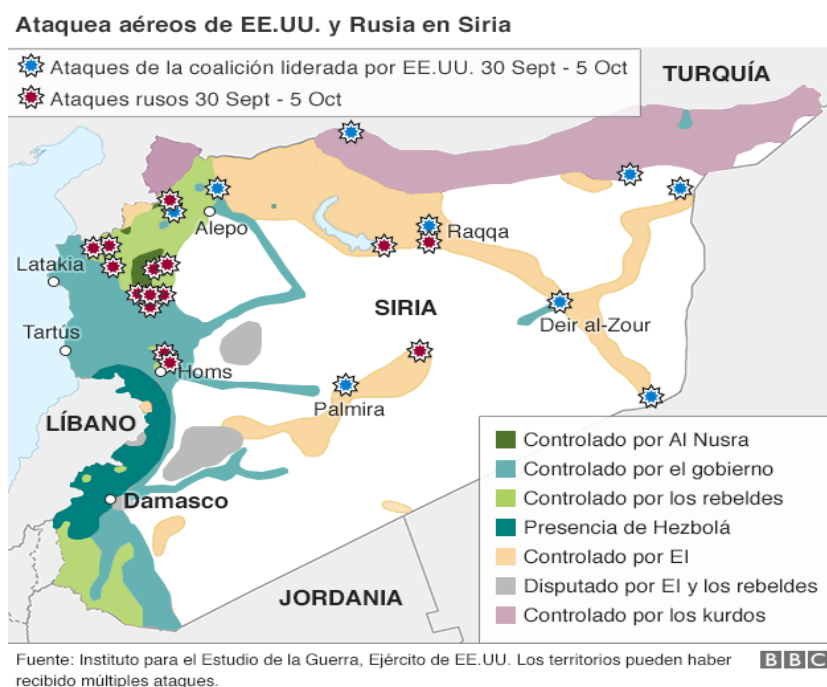 Ataquea aéreos de EE.UU. y Rusia en Siria
Ataques de la coalición liderada por EE.UU. 30 Sept - 5 Oct
Ataques rusos 30 Sept - 5 Oct
TURQUÍA
Alepo
Raqqa
Latakia
SIRIA
Deir al-Zour
Tartús
Homs
Palmira
LÍBANO
Damasco
JORDANIA
Controlado por Al Nusra
Controlado por el gobierno
Controlado por los rebeldes
Presencia de Hezbolá
Controlado por EI
Disputado por EI y los rebeldes
Controlado por los kurdos
Fuente: Instituto para el Estudio de la Guerra, Ejército de EE.UU. Los territorios pueden haber
recibido múltiples ataques.
BBC